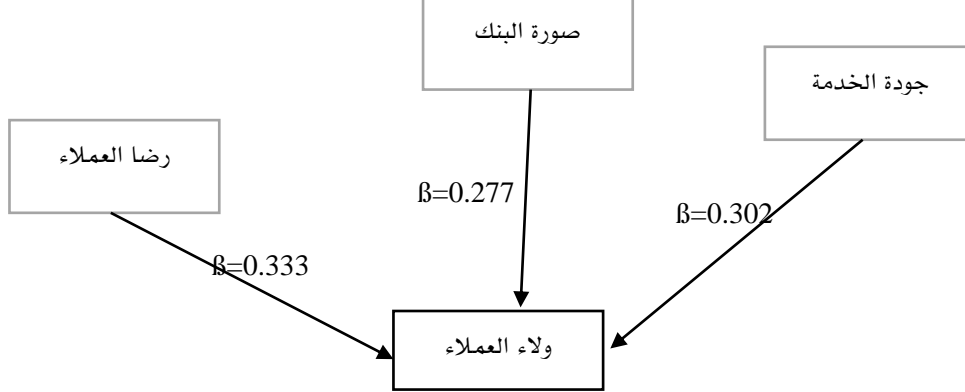 صورة البنك
جودة الخدمة
رضا العملاء
ß=0.277
ß=0.302
ß=0.333
ولاء العملاء